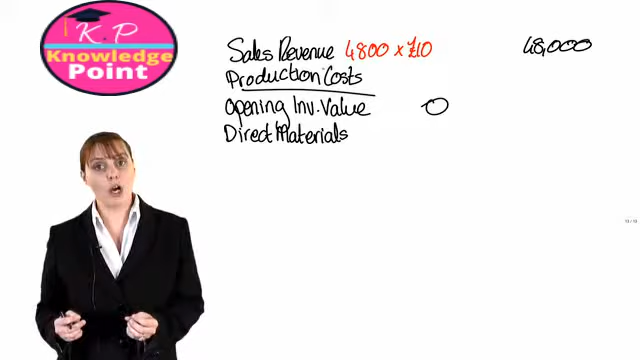 K.P
Knowledge
Point
Sales Revenue 4800 x £10 48,000
Production Costs
Opening Inv. Value 0
Direct Materials